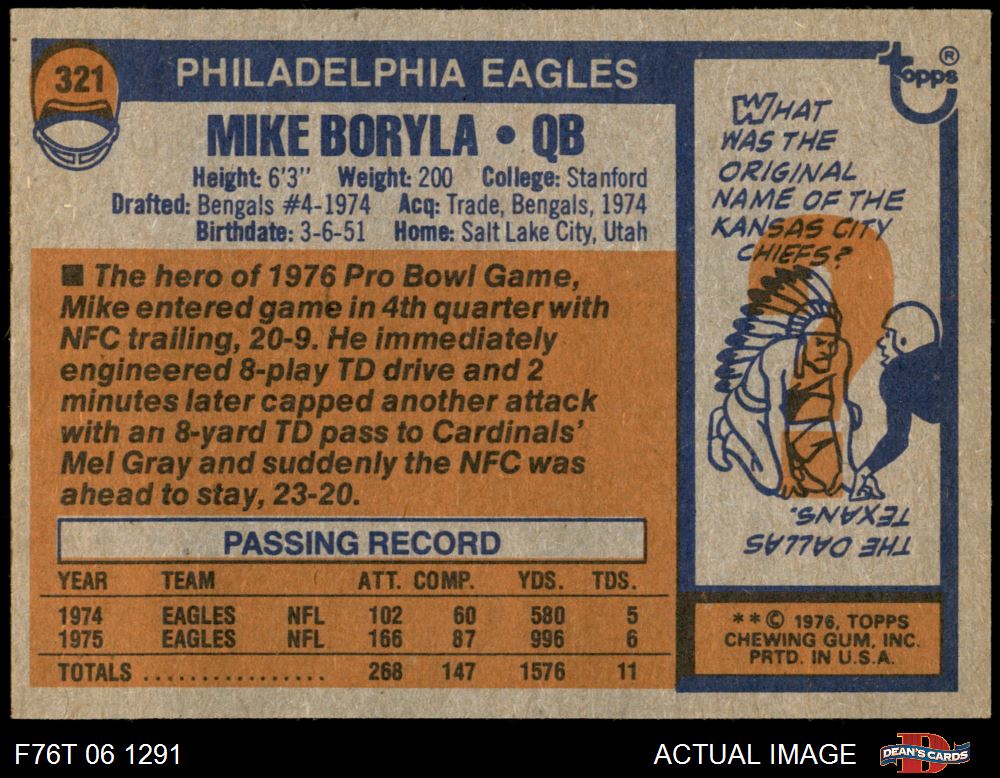 321
PHILADELPHIA EAGLES
MIKE BORYLA • QB
Height: 6'3" Weight: 200 College: Stanford
Drafted: Bengals #4-1974 Acq: Trade, Bengals, 1974
Birthdate: 3-6-51 Home: Salt Lake City, Utah
■ The hero of 1976 Pro Bowl Game,
Mike entered game in 4th quarter with
NFC trailing, 20-9. He immediately
engineered 8-play TD drive and 2
minutes later capped another attack
with an 8-yard TD pass to Cardinals'
Mel Gray and suddenly the NFC was
ahead to stay, 23-20.
PASSING RECORD
YEAR TEAM ATT. COMP. YDS. TDS.
1974 EAGLES NFL 102 60 580 5
1975 EAGLES NFL 166 87 996 6
TOTALS ................ 268 147 1576 11
topps ®
WHAT
WAS THE
ORIGINAL
NAME OF THE
KANSAS CITY
CHIEFS?
THE DALLAS
TEXANS.
**© 1976, TOPPS
CHEWING GUM, INC.
PRTD. IN U.S.A.
F76T 06 1291
ACTUAL IMAGE
D
DEAN'S CARDS